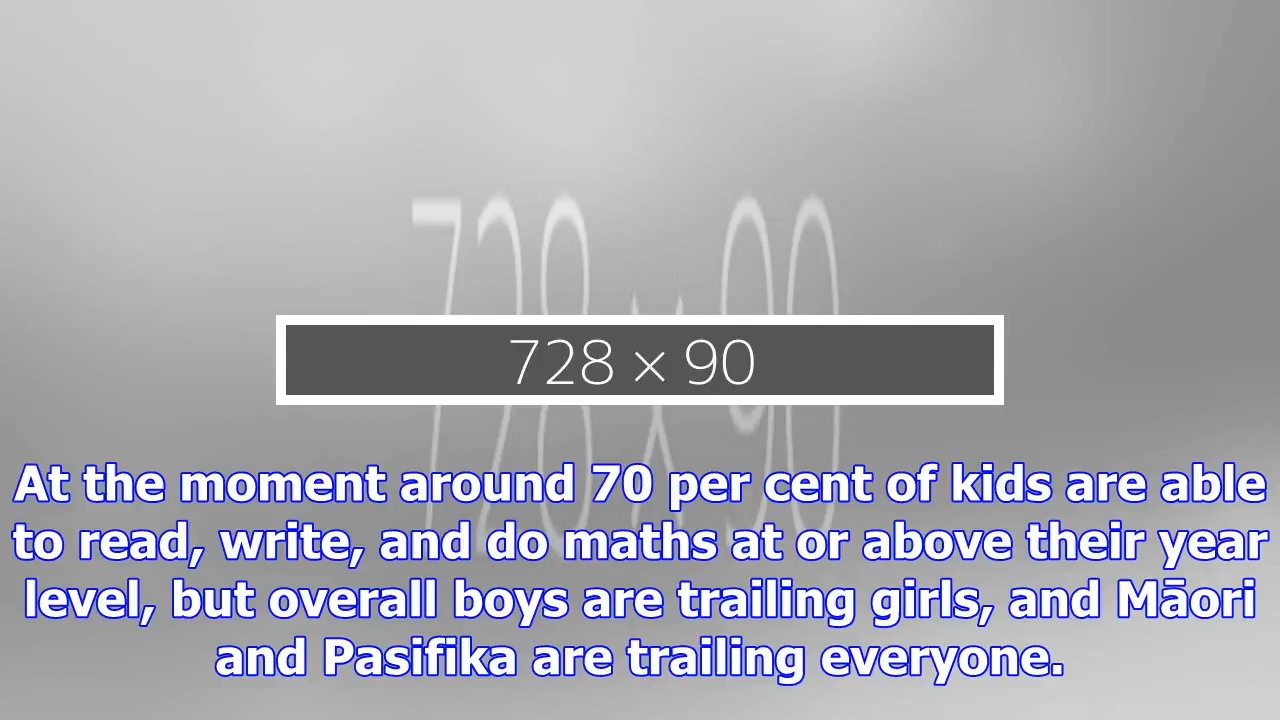 728 × 90
728 × 90
At the moment around 70 per cent of kids are able
to read, write, and do maths at or above their year
level, but overall boys are trailing girls, and Māori
and Pasifika are trailing everyone.